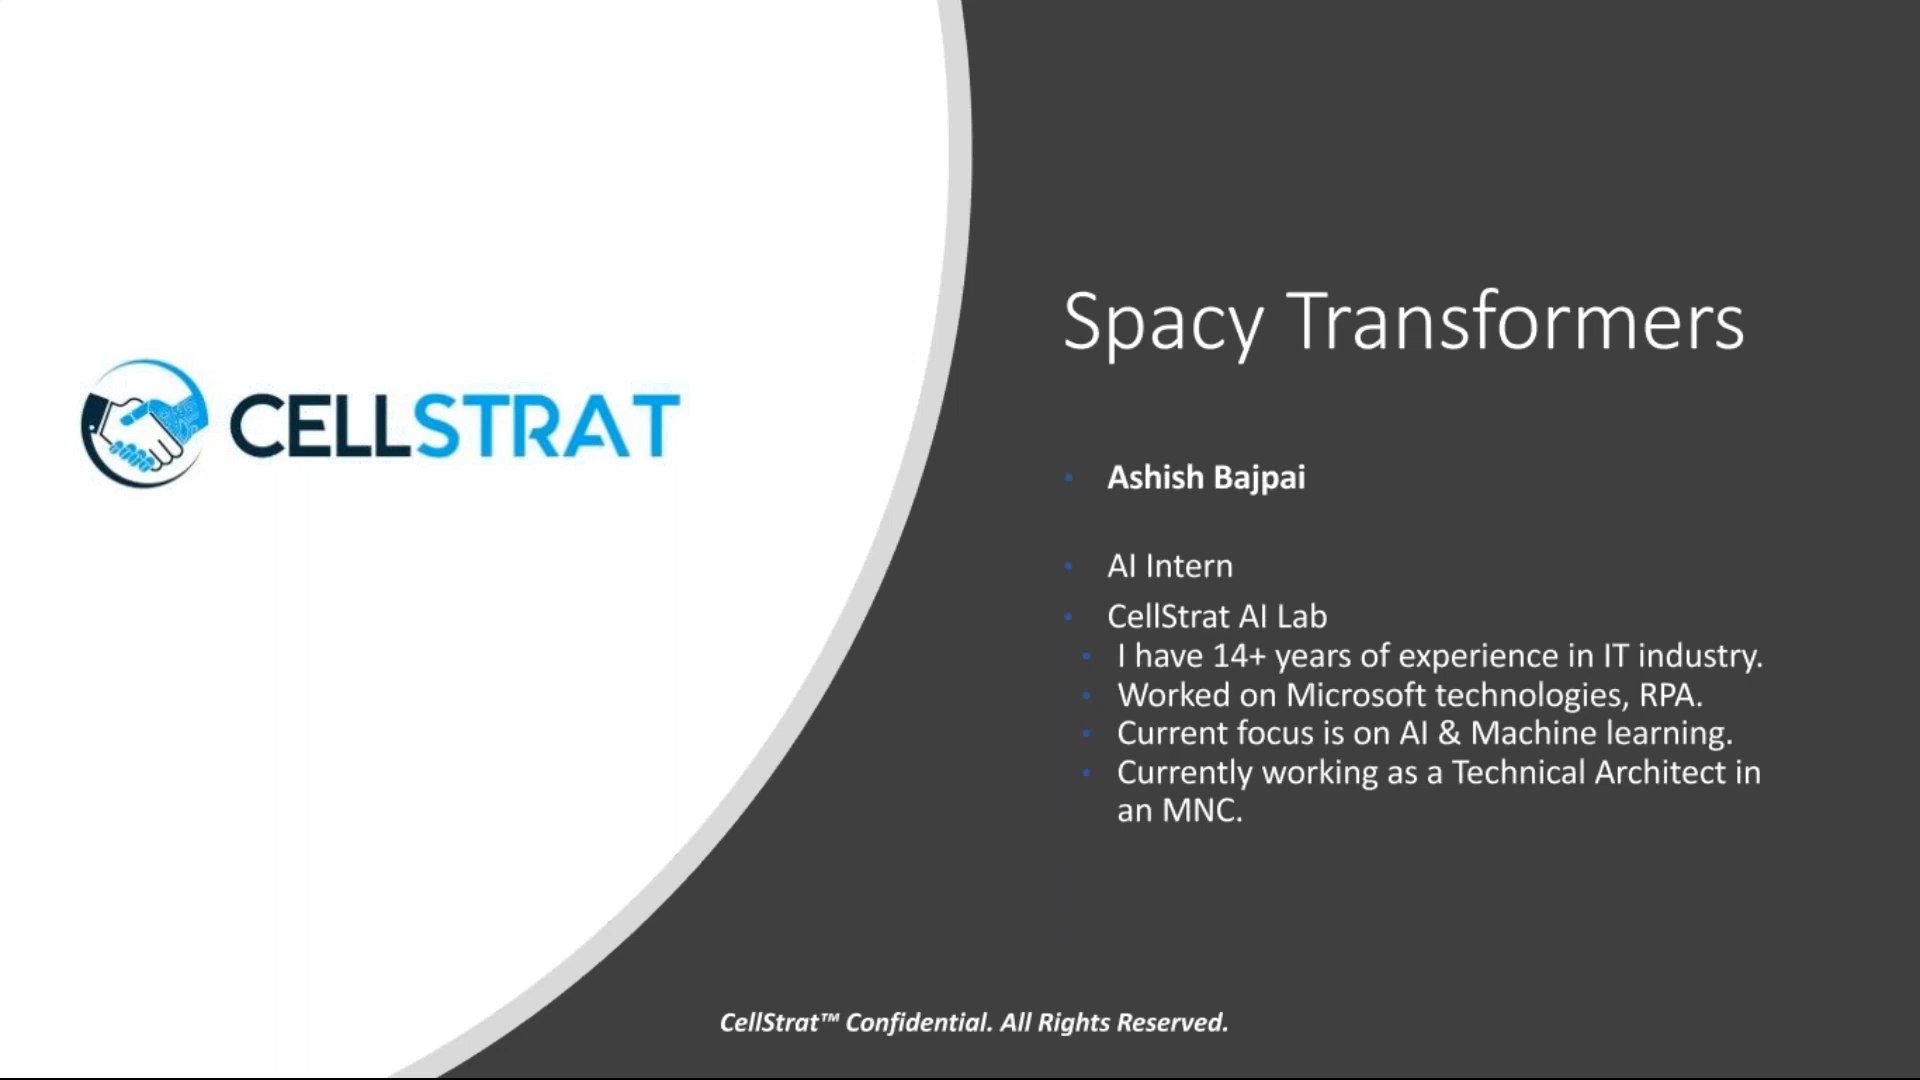 CELLSTRAT
Spacy Transformers
Ashish Bajpai
AI Intern
CellStrat AI Lab
I have 14+ years of experience in IT industry.
Worked on Microsoft technologies, RPA.
Current focus is on AI & Machine learning.
Currently working as a Technical Architect in
an MNC.
CellStrat™ Confidential. All Rights Reserved.